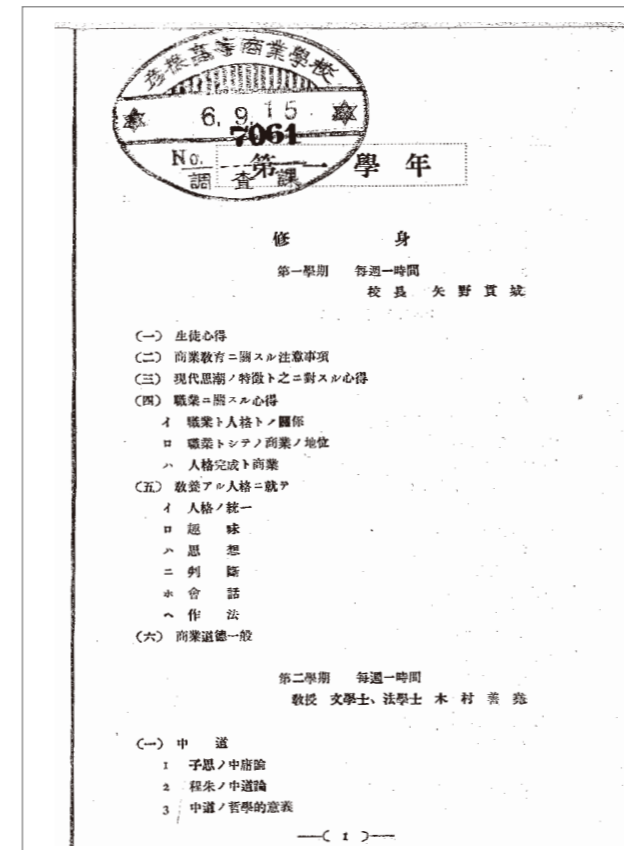 彦根高等商業學校
6. 9. 15
7061
No.
調査課
第一學年
修 身
第一學期 每週一時間
校長 矢野貫城
(一) 生徒心得
(二) 商業敎育ニ關スル注意事項
(三) 現代思潮ノ特徵ト之ニ對スル心得
(四) 職業ニ關スル心得
イ 職業ト人格トノ關係
ロ 職業トシテノ商業ノ地位
ハ 人格完成ト商業
(五) 敎養アル人格ニ就テ
イ 人格ノ統一
ロ 趣 味
ハ 思 想
ニ 判 斷
ホ 會 話
ヘ 作 法
(六) 商業道德一般
第二學期 每週一時間
敎授 文學士、法學士 木村善堯
(一) 中 道
1 子思ノ中庸論
2 程朱ノ中道論
3 中道ノ哲學的意義
—( 1 )—